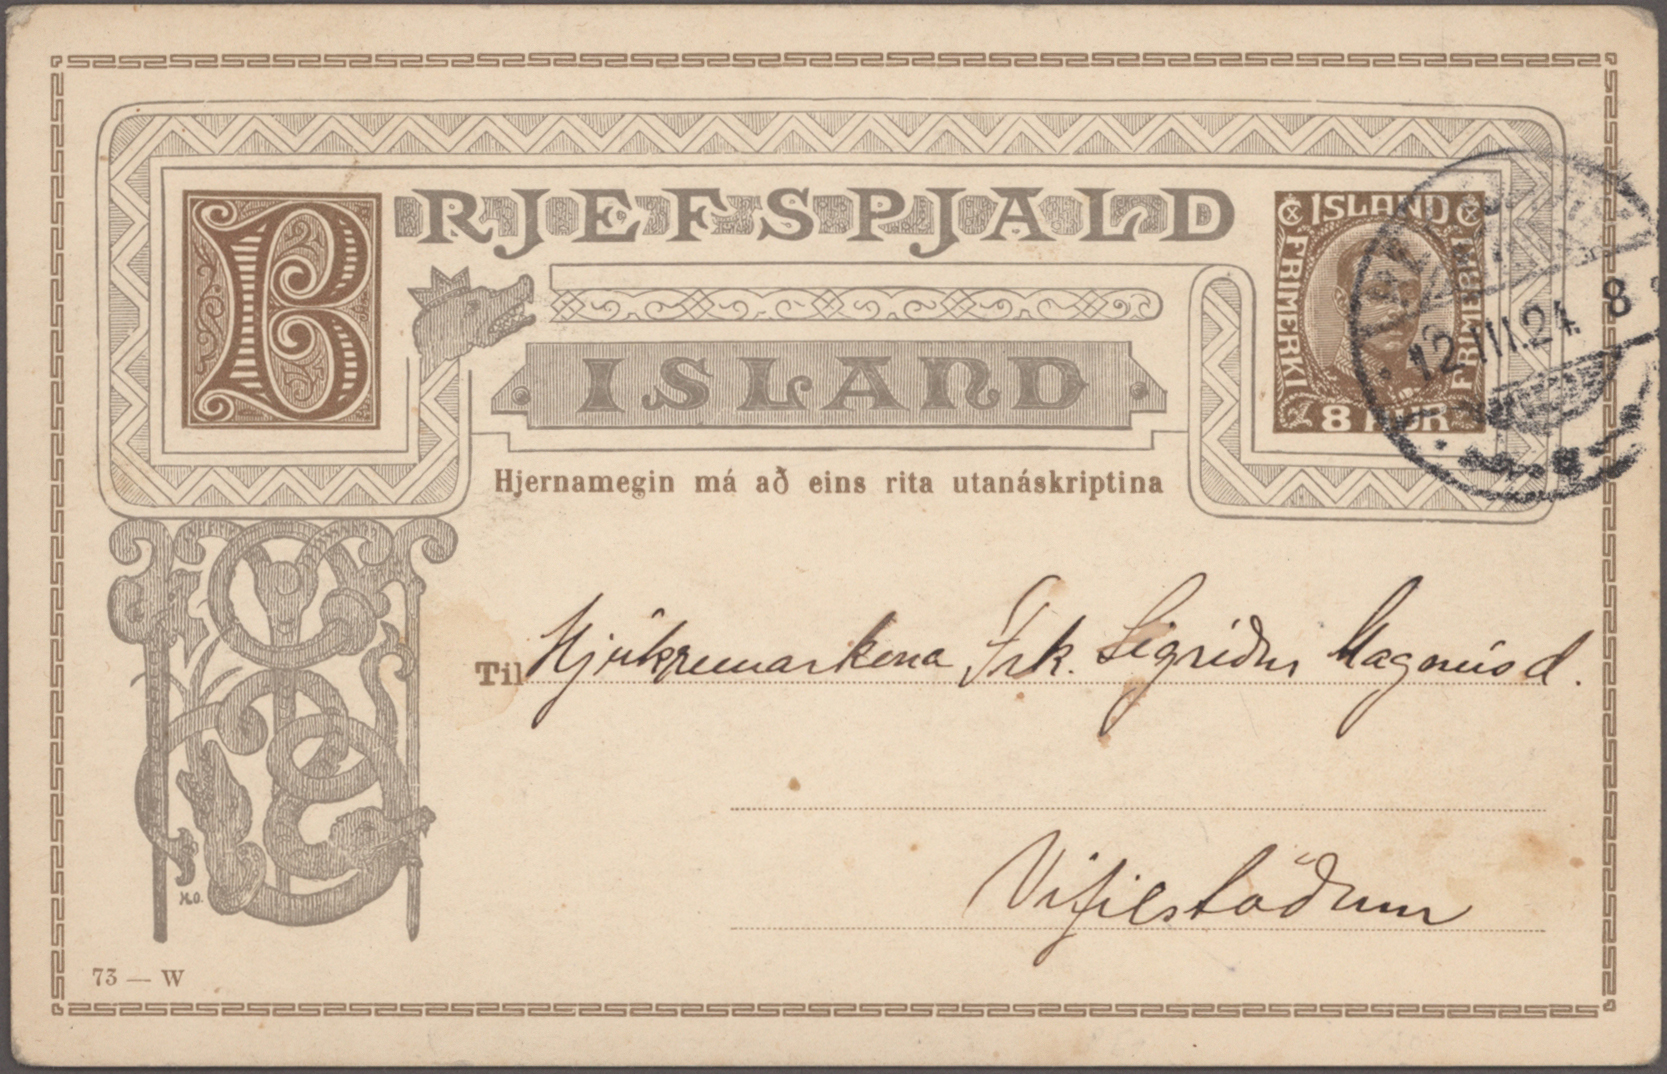 BRJEFSPJALD
ISLAND
Hjernamegin má að eins rita utanáskriptina
ISLAND
FRIMERKI
FRIMERKI
8 AUR
12.III.24. 8
Til Hjúkrunarkona Frk. Sigríður Magnúsd.
Vífilstöðum
H.O.
73 — W